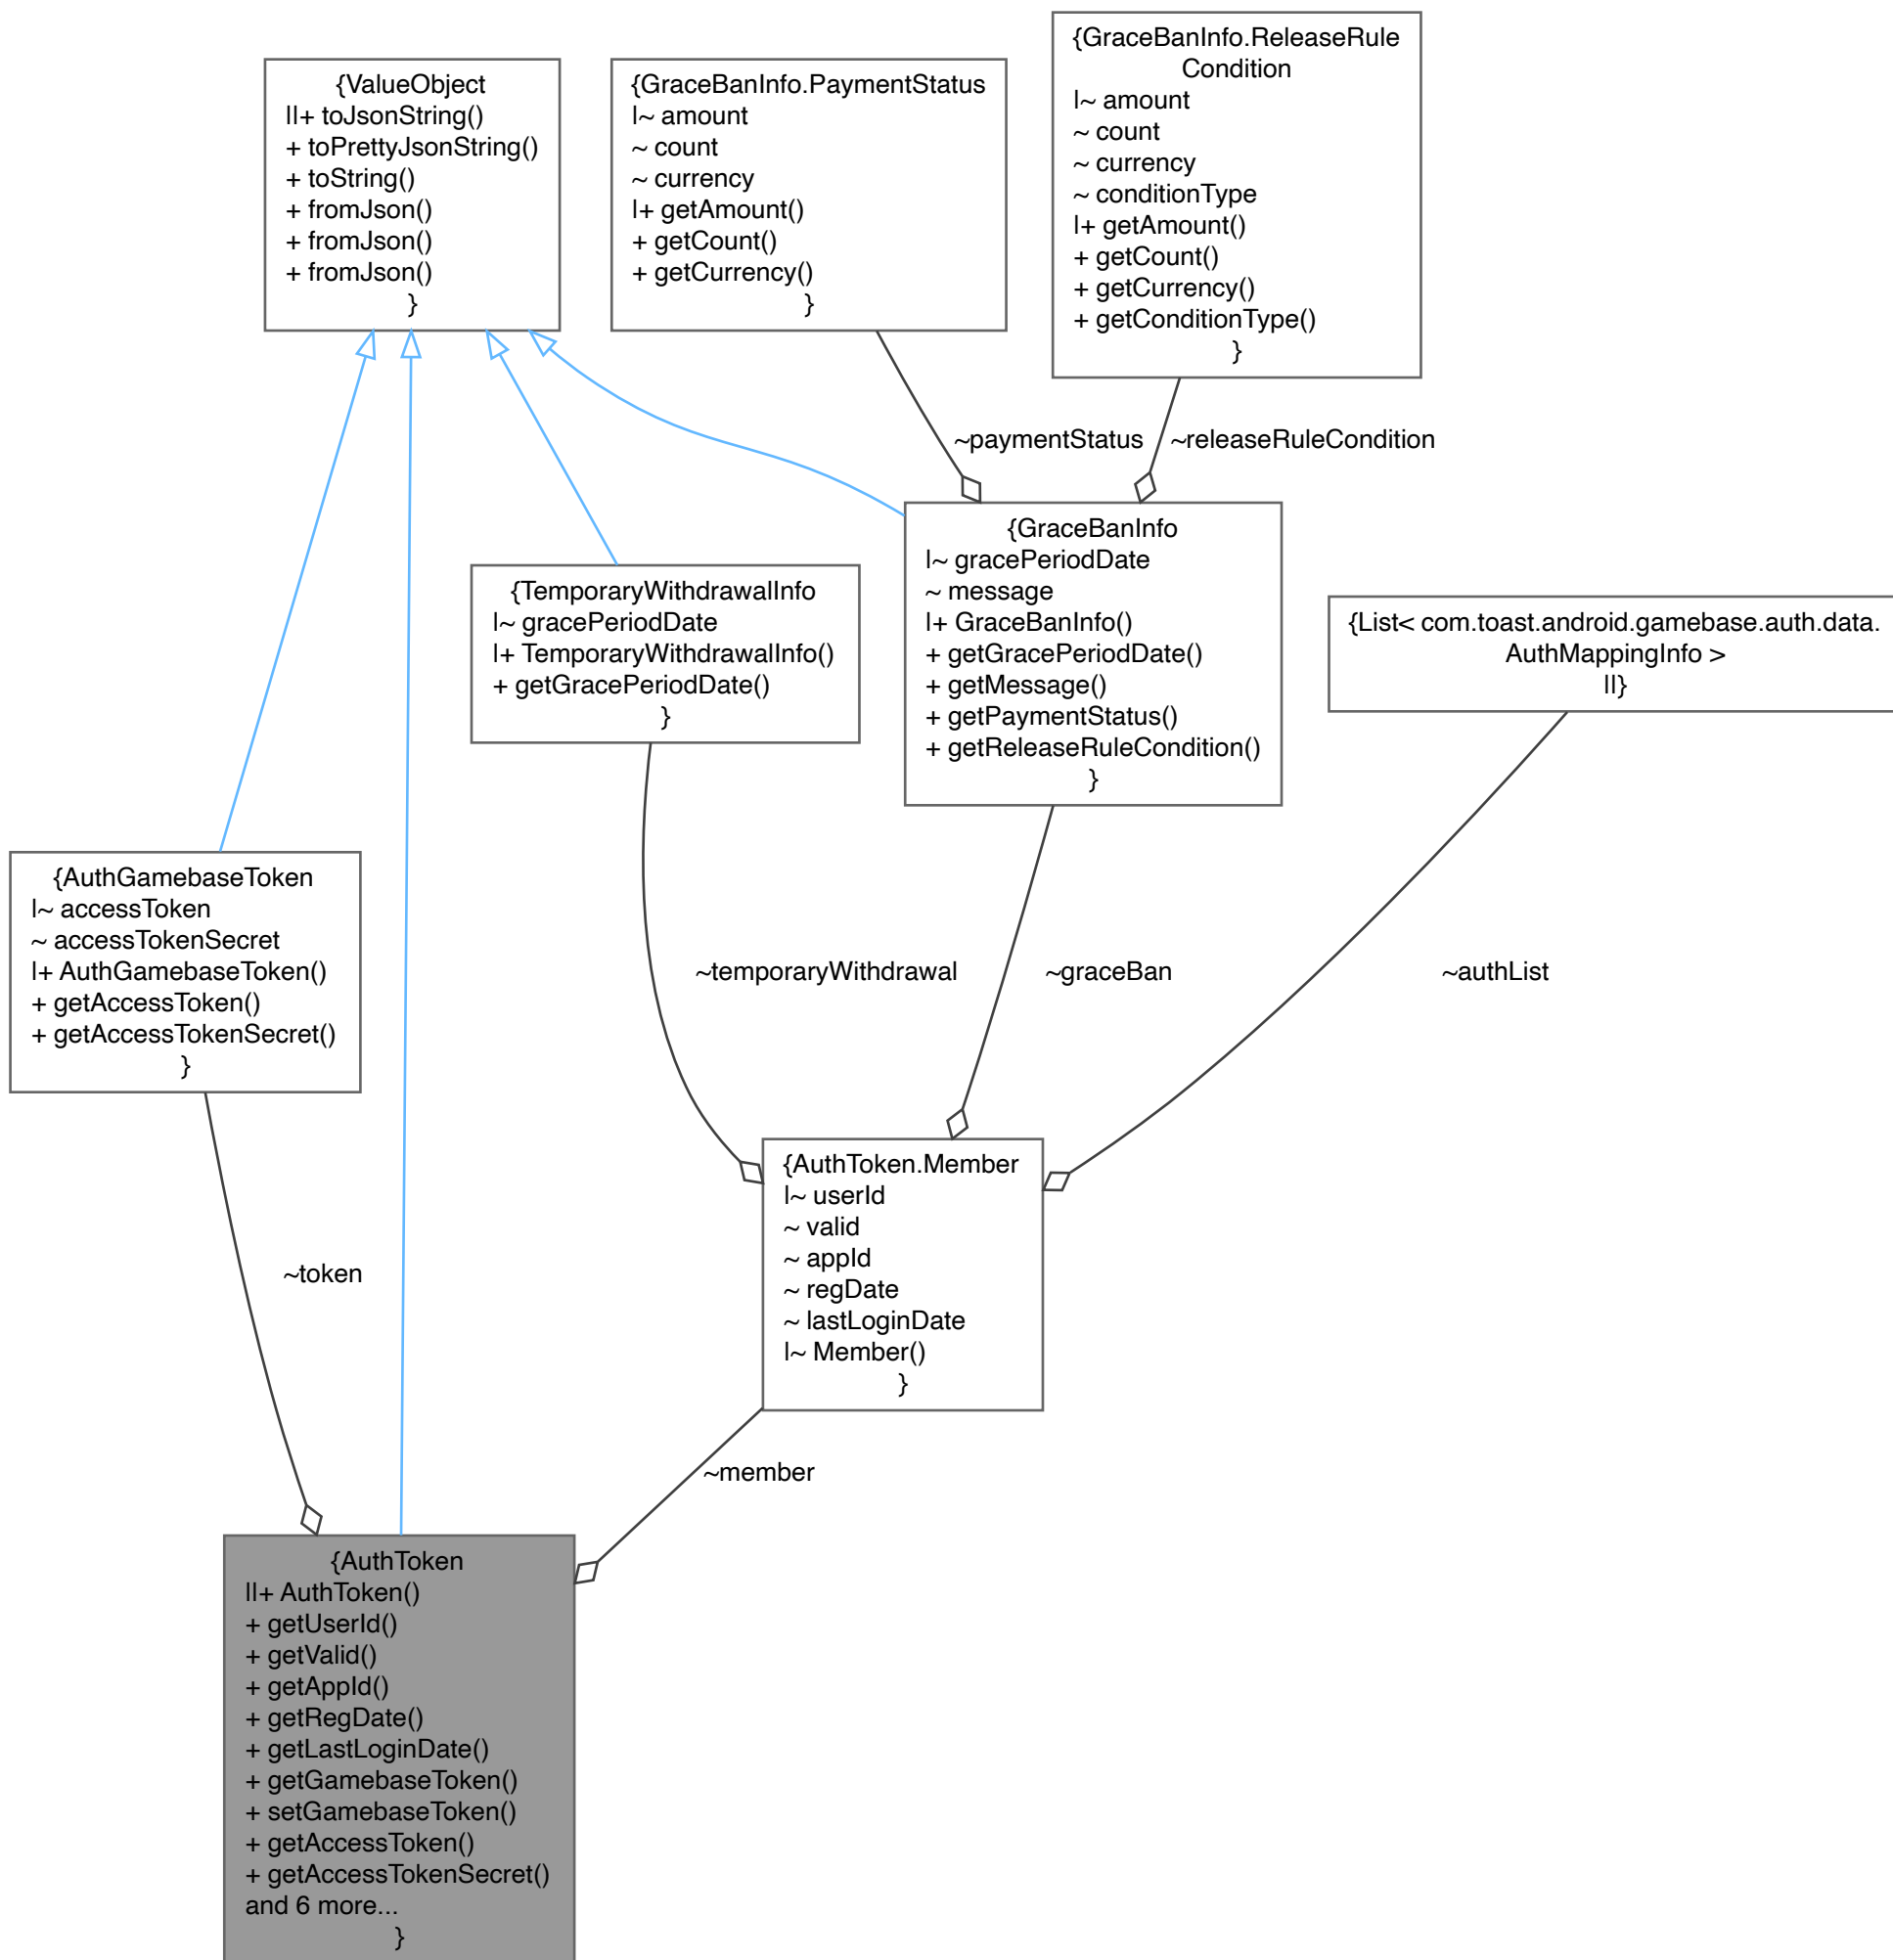 {ValueObject
||+ toJsonString()
+ toPrettyJsonString()
+ toString()
+ fromJson()
+ fromJson()
+ fromJson()
}
{GraceBanInfo.PaymentStatus
|~ amount
~ count
~ currency
|+ getAmount()
+ getCount()
+ getCurrency()
}
{GraceBanInfo.ReleaseRule
Condition
|~ amount
~ count
~ currency
~ conditionType
|+ getAmount()
+ getCount()
+ getCurrency()
+ getConditionType()
}
~paymentStatus
~releaseRuleCondition
{TemporaryWithdrawalInfo
|~ gracePeriodDate
|+ TemporaryWithdrawalInfo()
+ getGracePeriodDate()
}
{GraceBanInfo
|~ gracePeriodDate
~ message
|+ GraceBanInfo()
+ getGracePeriodDate()
+ getMessage()
+ getPaymentStatus()
+ getReleaseRuleCondition()
}
{List< com.toast.android.gamebase.auth.data.
AuthMappingInfo >
||}
{AuthGamebaseToken
|~ accessToken
~ accessTokenSecret
|+ AuthGamebaseToken()
+ getAccessToken()
+ getAccessTokenSecret()
}
~temporaryWithdrawal
~graceBan
~authList
{AuthToken.Member
|~ userId
~ valid
~ appId
~ regDate
~ lastLoginDate
|~ Member()
}
~token
~member
{AuthToken
||+ AuthToken()
+ getUserId()
+ getValid()
+ getAppId()
+ getRegDate()
+ getLastLoginDate()
+ getGamebaseToken()
+ setGamebaseToken()
+ getAccessToken()
+ getAccessTokenSecret()
and 6 more...
}